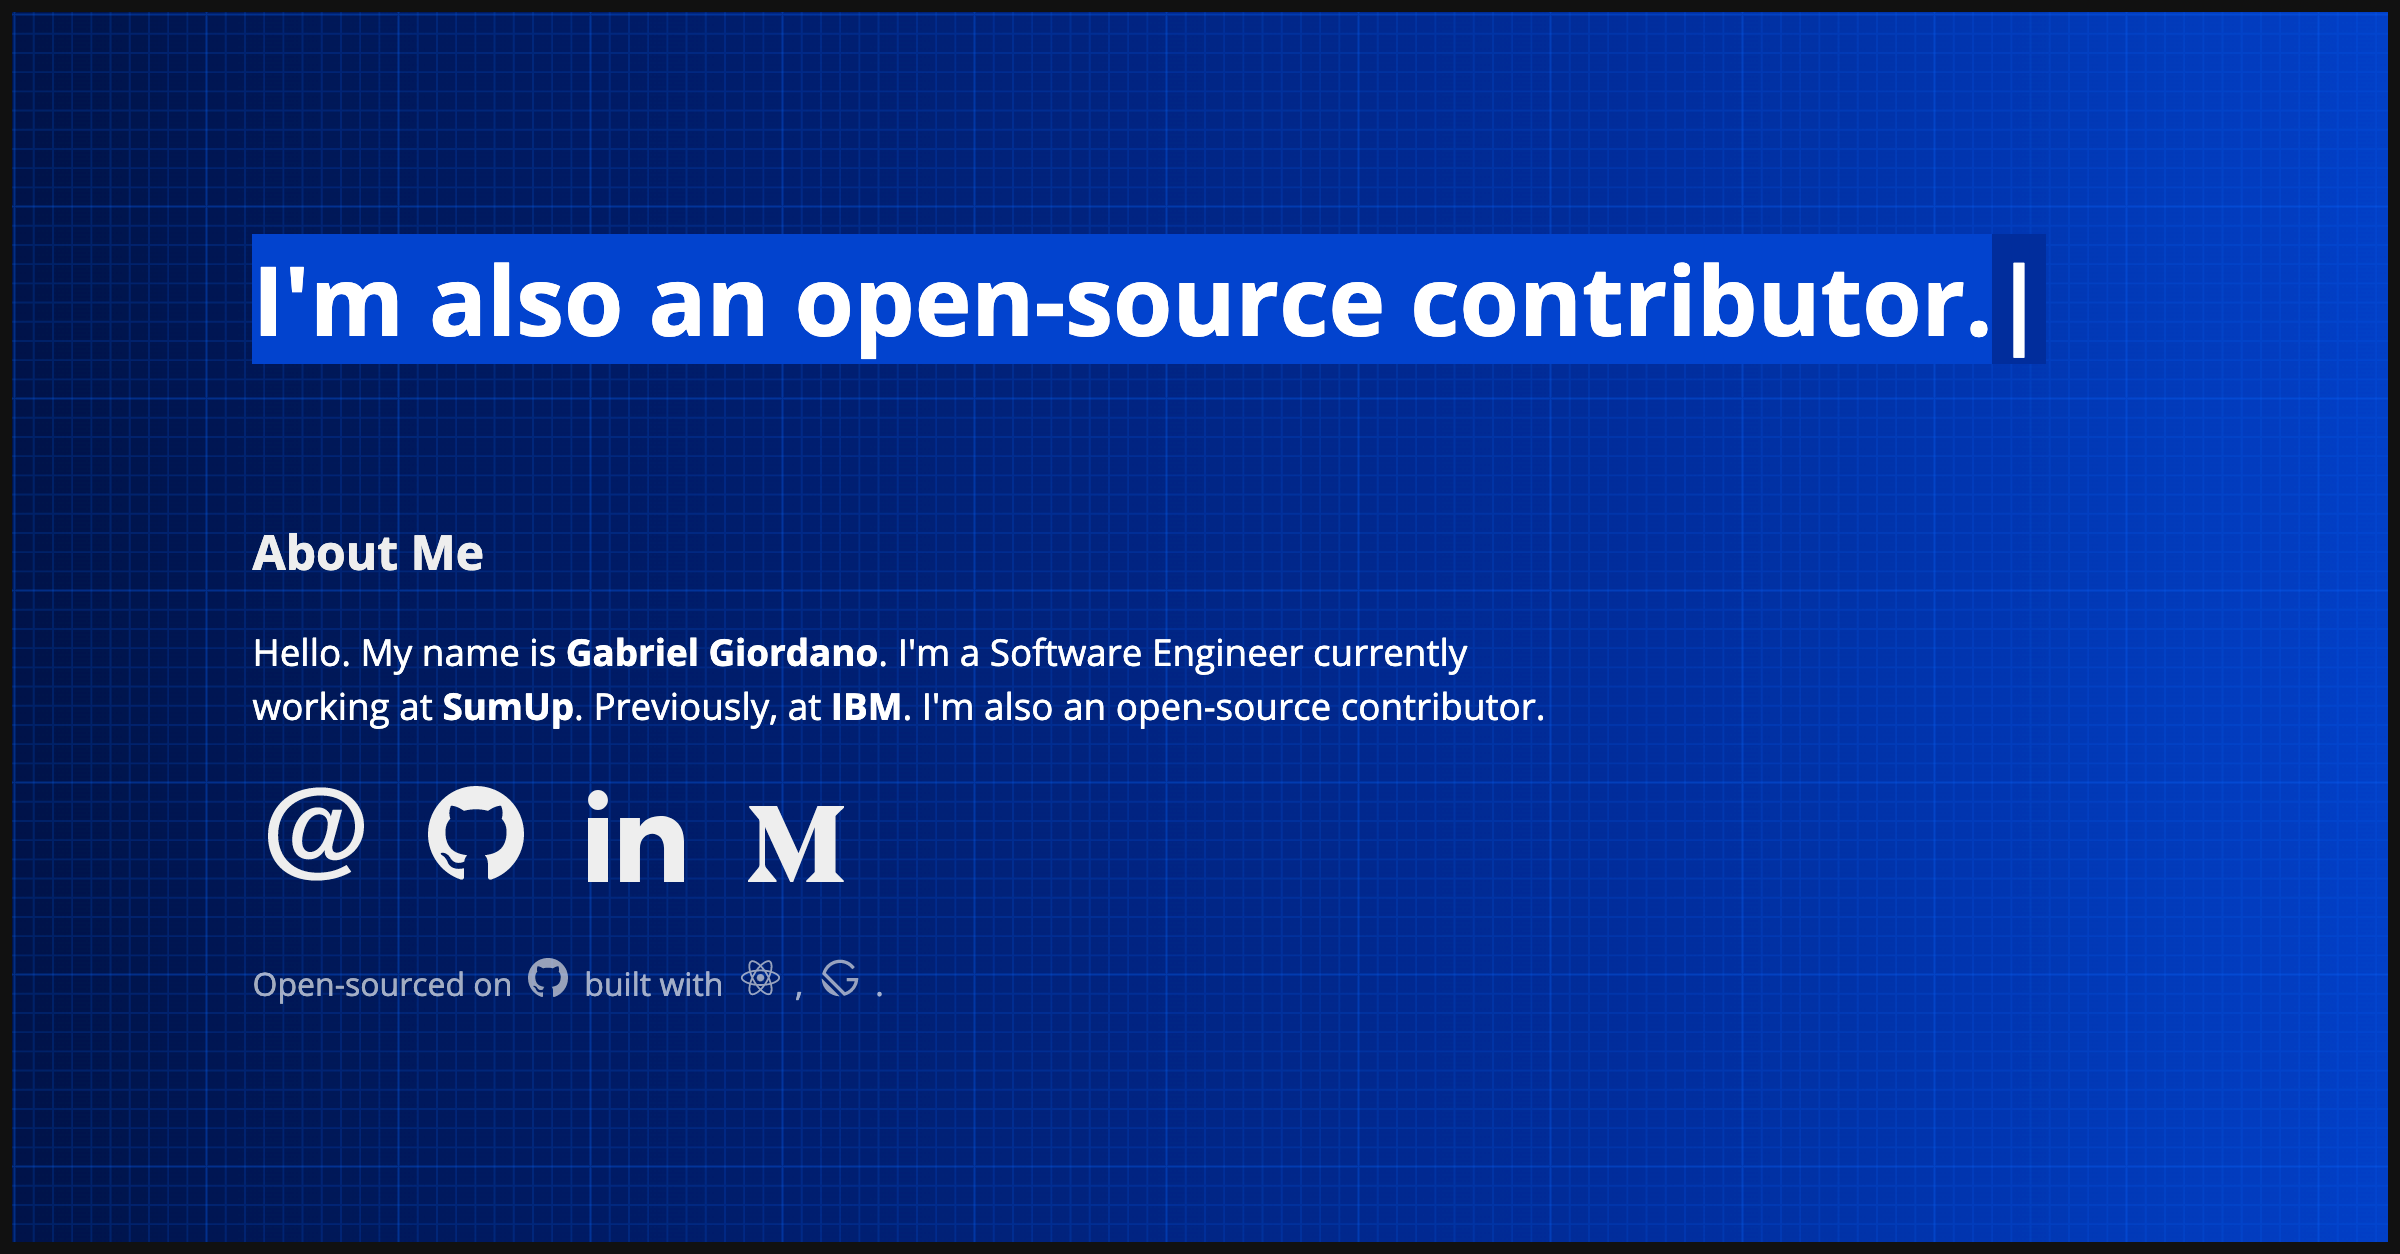 I'm also an open-source contributor.|
About Me
Hello. My name is Gabriel Giordano. I'm a Software Engineer currently
working at SumUp. Previously, at IBM. I'm also an open-source contributor.
@ in M
Open-sourced on built with , .